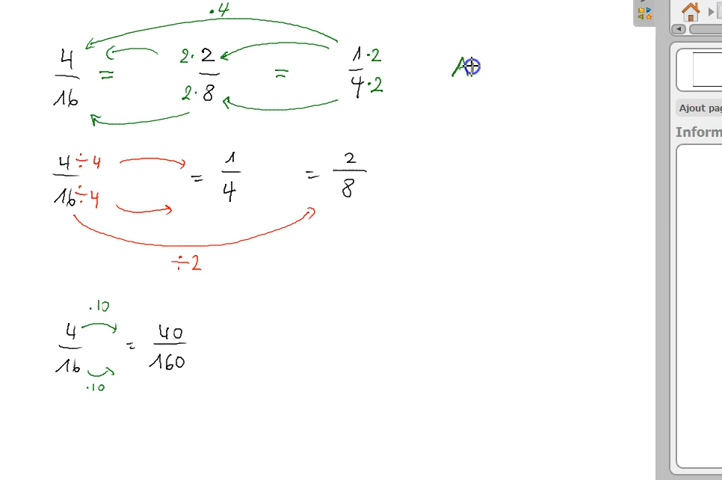 ·4
4/16 = 2· 2 / 2· 8 = 1 ·2 / 4 ·2
4 ÷4 / 16 ÷4 = 1/4 = 2/8
÷2
·10
4/16 = 40/160
·10
Ajout pag
Inform